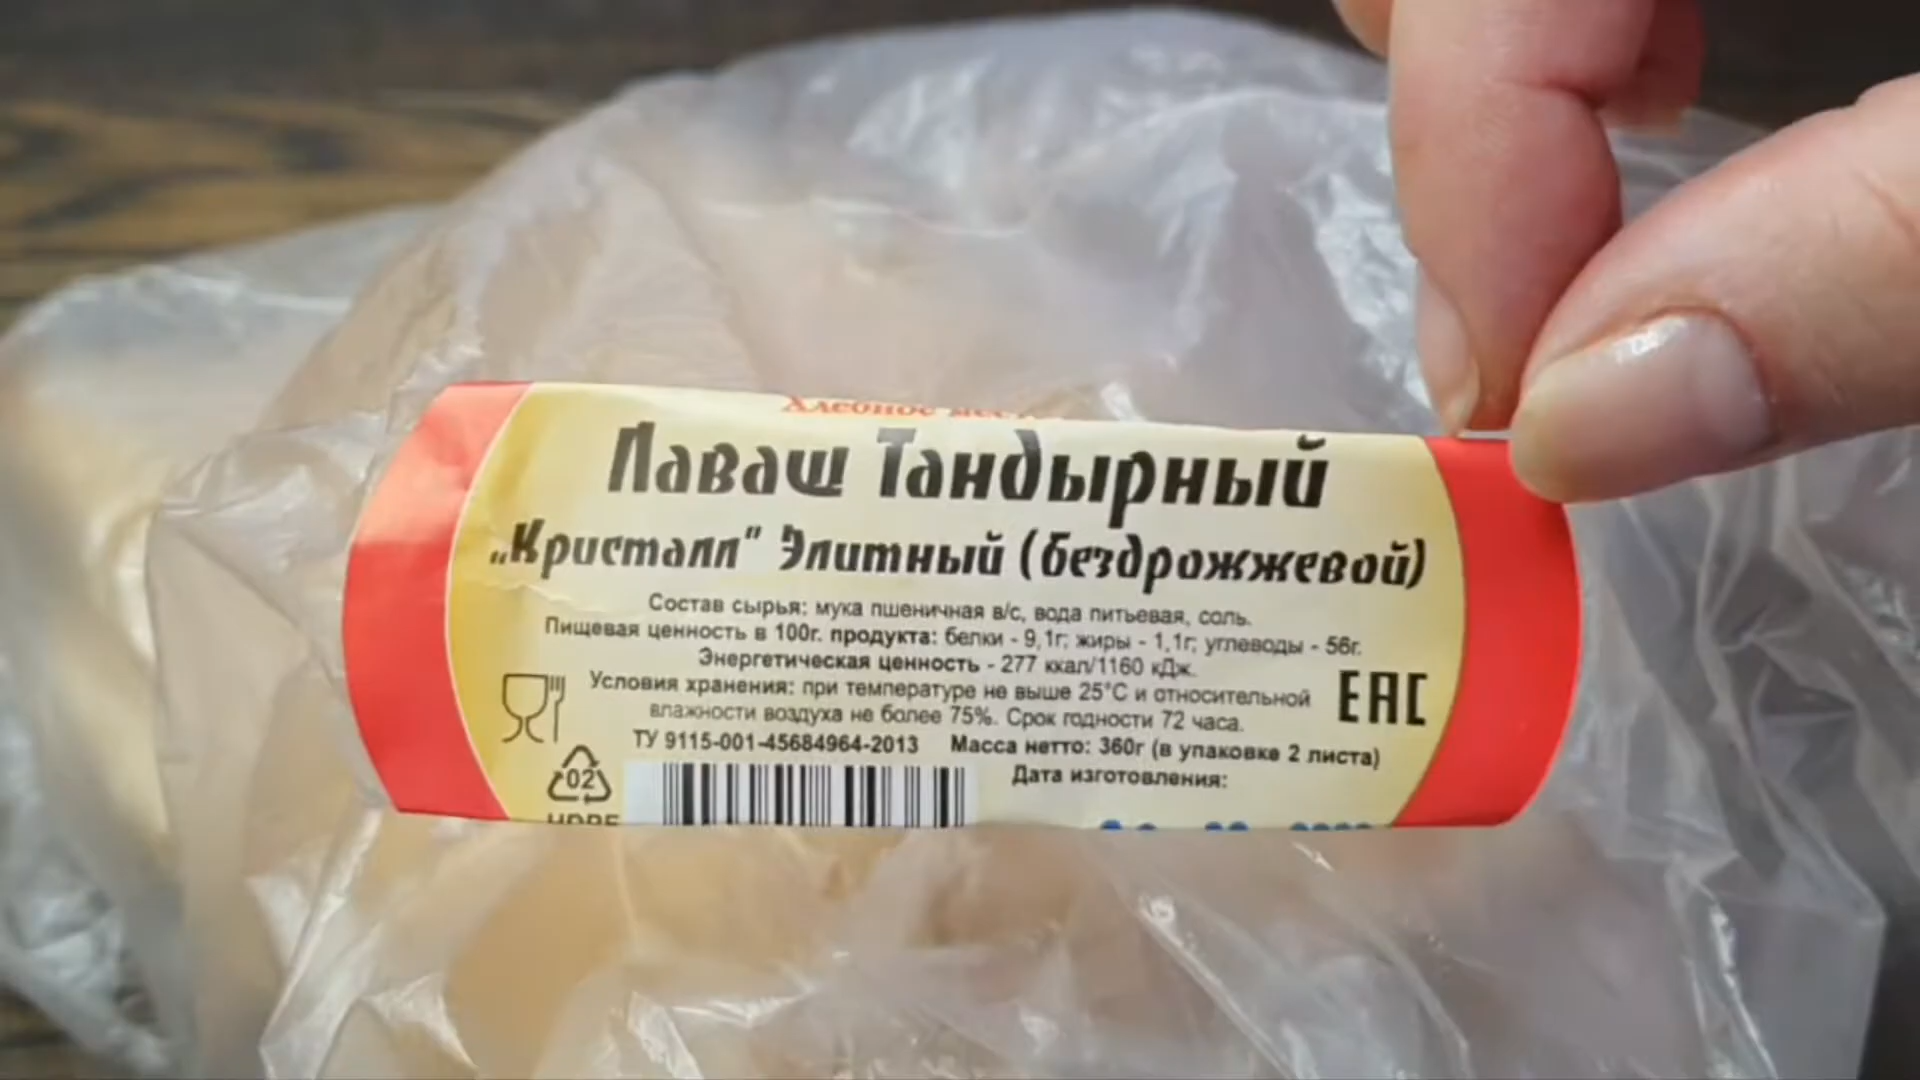 Хлебное
Лаваш Тандырный
„Кристалл" Элитный (бездрожжевой)
Состав сырья: мука пшеничная в/с, вода питьевая, соль.
Пищевая ценность в 100г. продукта: белки - 9,1г; жиры - 1,1г; углеводы - 56г.
Энергетическая ценность - 277 ккал/1160 кДж.
Условия хранения: при температуре не выше 25°С и относительной
влажности воздуха не более 75%. Срок годности 72 часа.
EAC
ТУ 9115-001-45684964-2013 Масса нетто: 360г (в упаковке 2 листа)
02
Дата изготовления:
HDPE